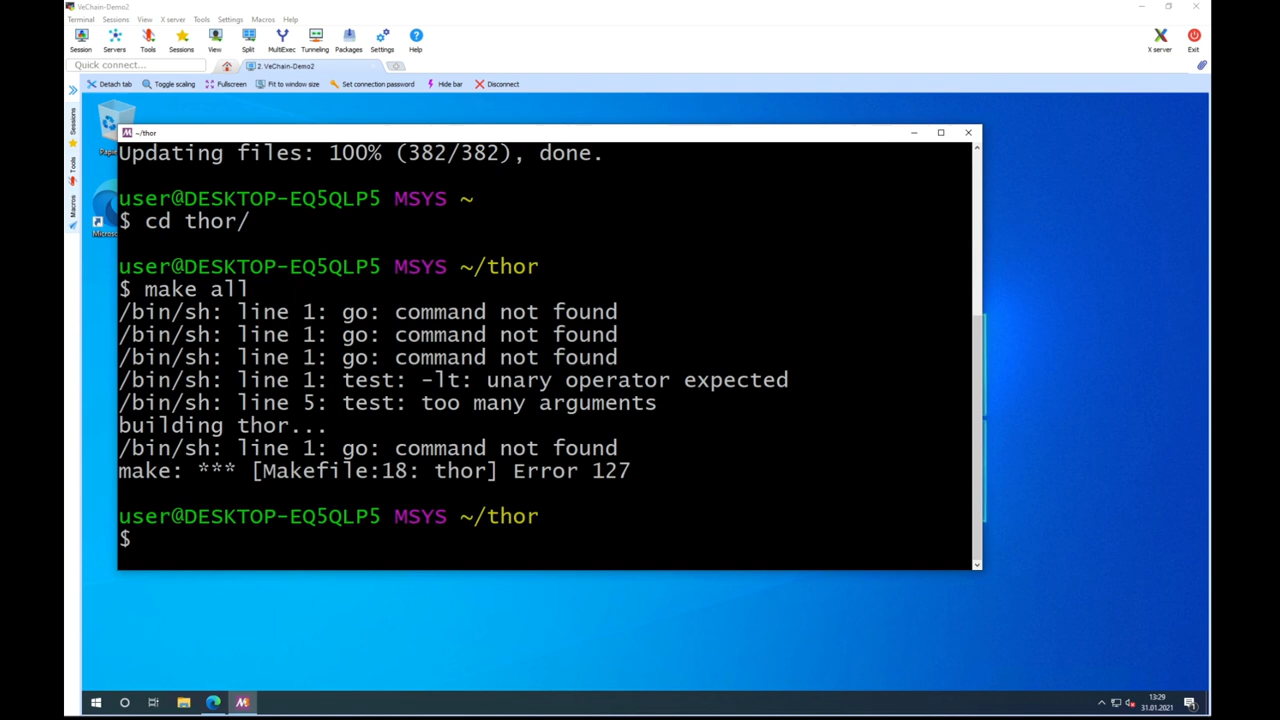 VeChain-Demo2
Terminal Sessions View X server Tools Settings Macros Help
Session Servers Tools Sessions View Split MultiExec Tunneling Packages Settings Help X server Exit
Quick connect... 2. VeChain-Demo2
Detach tab Toggle scaling Fullscreen Fit to window size Set connection password Hide bar Disconnect
Sessions
Tools
Macros
~/thor
Updating files: 100% (382/382), done.
user@DESKTOP-EQ5QLP5 MSYS ~
$ cd thor/
user@DESKTOP-EQ5QLP5 MSYS ~/thor
$ make all
/bin/sh: line 1: go: command not found
/bin/sh: line 1: go: command not found
/bin/sh: line 1: go: command not found
/bin/sh: line 1: test: -lt: unary operator expected
/bin/sh: line 5: test: too many arguments
building thor...
/bin/sh: line 1: go: command not found
make: *** [Makefile:18: thor] Error 127
user@DESKTOP-EQ5QLP5 MSYS ~/thor
$
13:29
31.01.2021